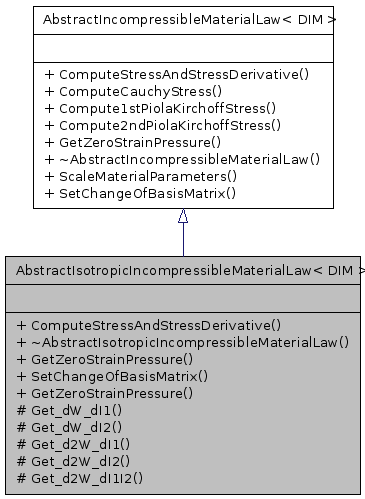 AbstractIncompressibleMaterialLaw< DIM >
+ ComputeStressAndStressDerivative()
+ ComputeCauchyStress()
+ Compute1stPiolaKirchoffStress()
+ Compute2ndPiolaKirchoffStress()
+ GetZeroStrainPressure()
+ ~AbstractIncompressibleMaterialLaw()
+ ScaleMaterialParameters()
+ SetChangeOfBasisMatrix()
AbstractIsotropicIncompressibleMaterialLaw< DIM >
+ ComputeStressAndStressDerivative()
+ ~AbstractIsotropicIncompressibleMaterialLaw()
+ GetZeroStrainPressure()
+ SetChangeOfBasisMatrix()
+ GetZeroStrainPressure()
# Get_dW_dI1()
# Get_dW_dI2()
# Get_d2W_dI1()
# Get_d2W_dI2()
# Get_d2W_dI1I2()